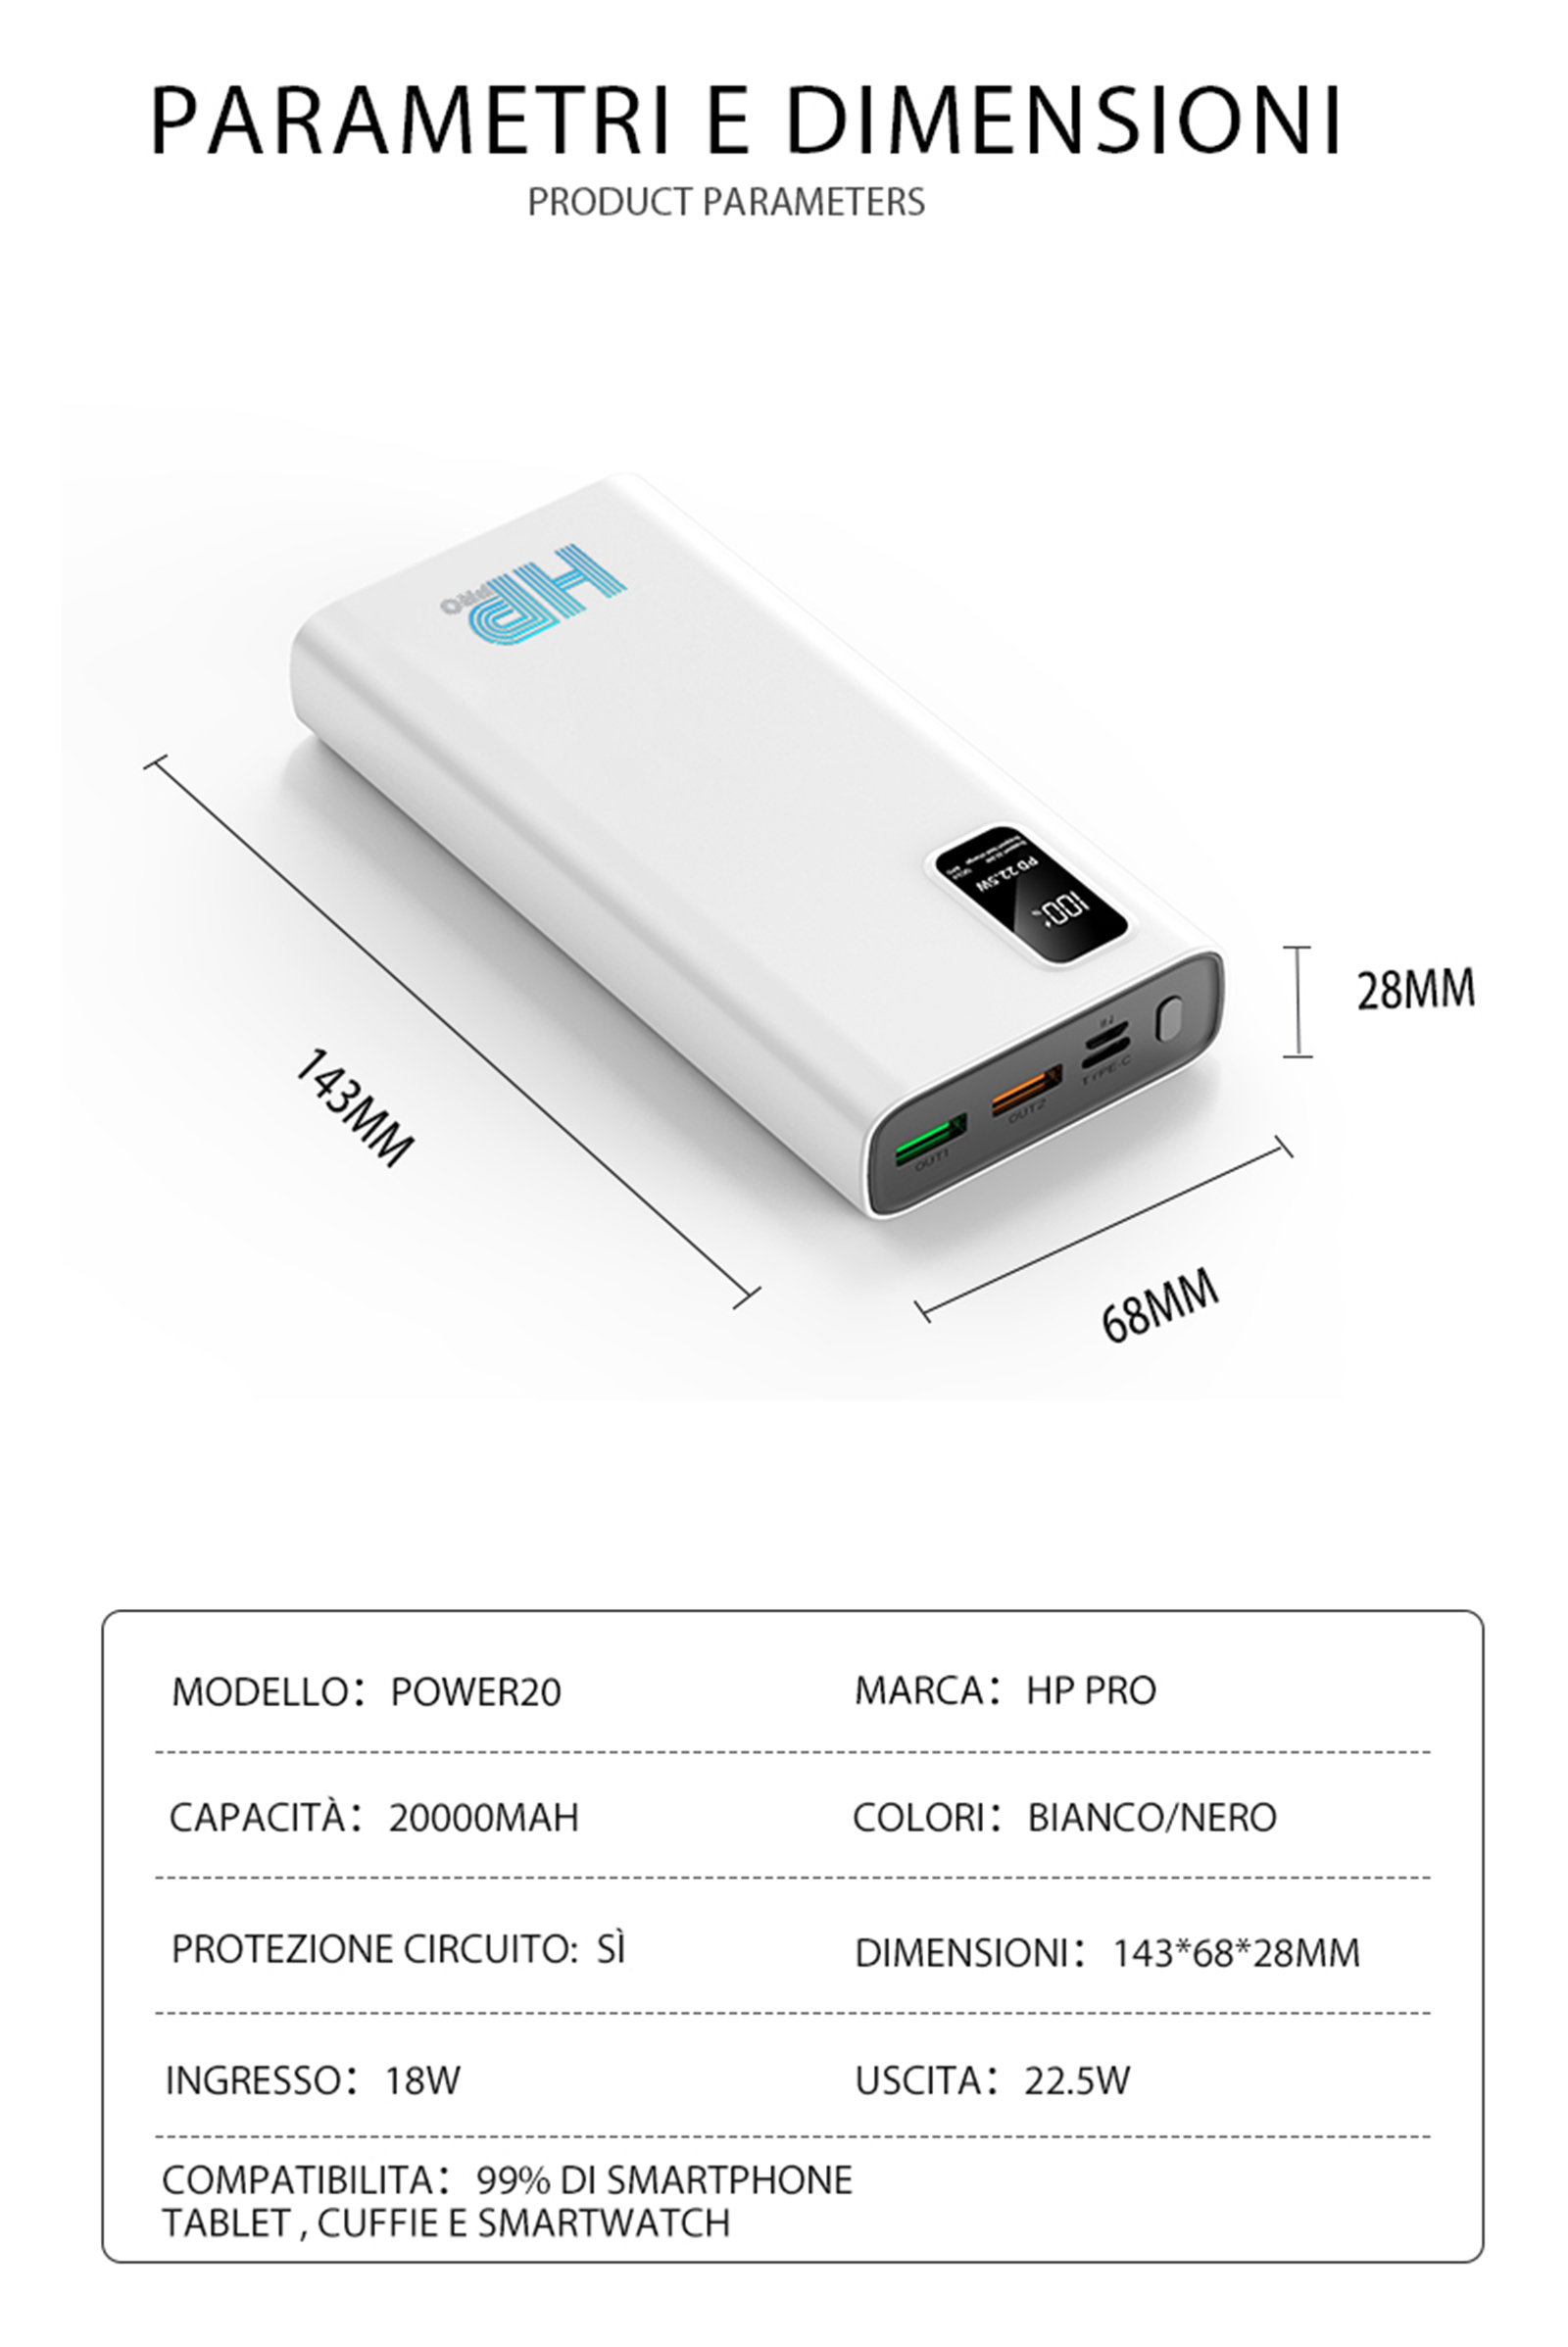 PARAMETRI E DIMENSIONI
PRODUCT PARAMETERS
HP
PRO
PD 22.5W
100%
28MM
IN
TYPE-C
OUT2
OUT1
143MM
68MM
MODELLO: POWER20
MARCA: HP PRO
CAPACITÀ: 20000MAH
COLORI: BIANCO/NERO
PROTEZIONE CIRCUITO: SÌ
DIMENSIONI: 143*68*28MM
INGRESSO: 18W
USCITA: 22.5W
COMPATIBILITA: 99% DI SMARTPHONE
TABLET , CUFFIE E SMARTWATCH